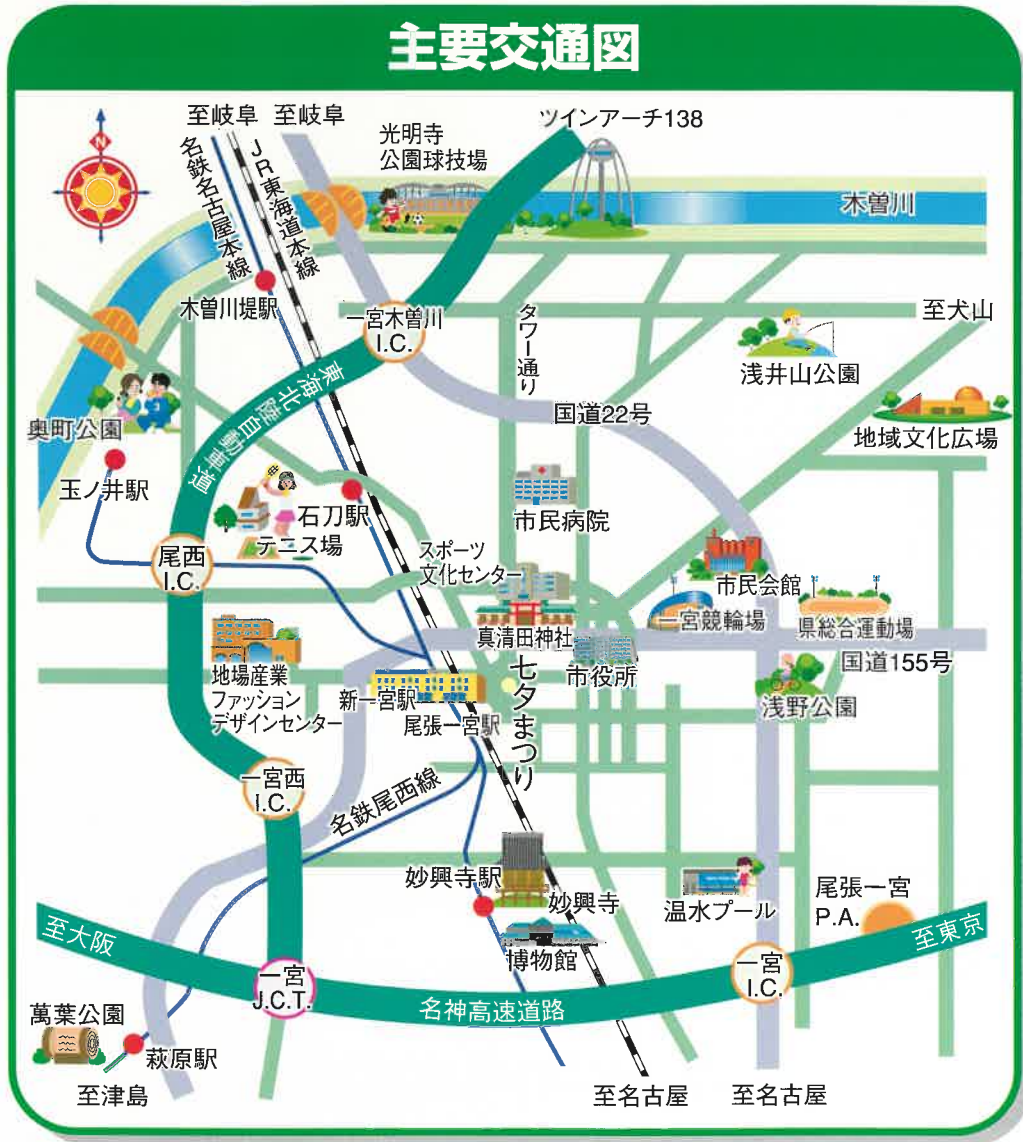 主要交通図
至岐阜
至岐阜
ツインアーチ138
光明寺
公園球技場
N
名鉄名古屋本線
JR東海道本線
木曽川
木曽川堤駅
一宮木曽川
I.C.
タワー通り
至犬山
浅井山公園
東海北陸自動車道
国道22号
奥町公園
地域文化広場
玉ノ井駅
石刀駅
テニス場
市民病院
尾西
I.C.
スポーツ
文化センター
市民会館
真清田神社
一宮競輪場
県総合運動場
市役所
国道155号
地場産業
ファッション
デザインセンター
新一宮駅
尾張一宮駅
七夕まつり
浅野公園
一宮西
I.C.
名鉄尾西線
妙興寺駅
妙興寺
温水プール
尾張一宮
P.A.
至大阪
至東京
博物館
一宮
J.C.T.
一宮
I.C.
名神高速道路
萬葉公園
萩原駅
至津島
至名古屋
至名古屋